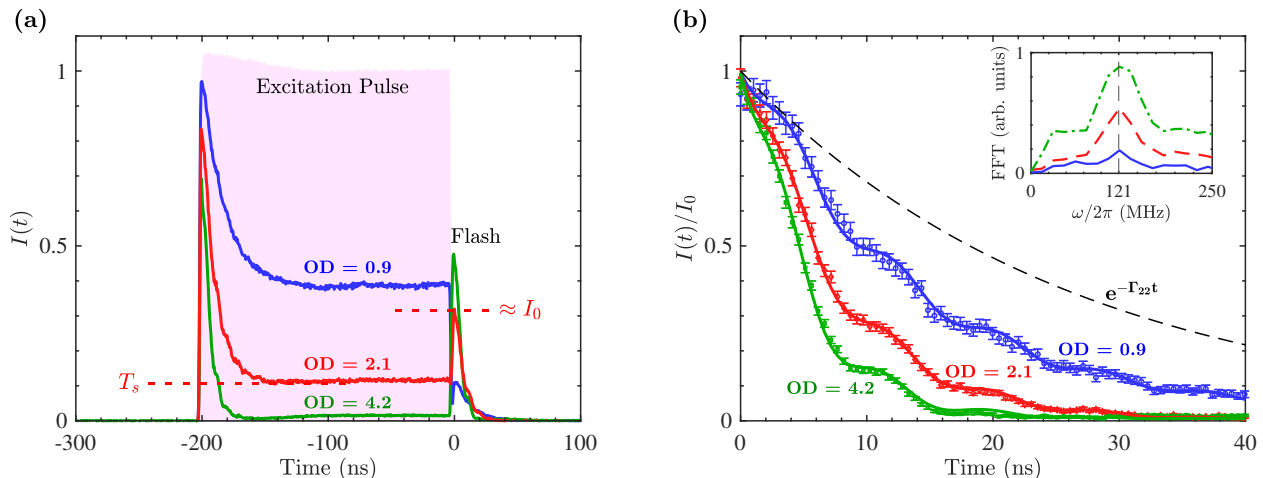 (a)
I(t)
1
0.5
0
Excitation Pulse
Flash
OD = 0.9
≈ I₀
OD = 2.1
Tₛ
OD = 4.2
-300
-200
-100
0
100
Time (ns)
(b)
I(t)/I₀
1
0.5
0
FFT (arb. units)
1
0
0
121
250
ω/2π (MHz)
e^{-Γ₂₂t}
OD = 0.9
OD = 2.1
OD = 4.2
0
10
20
30
40
Time (ns)